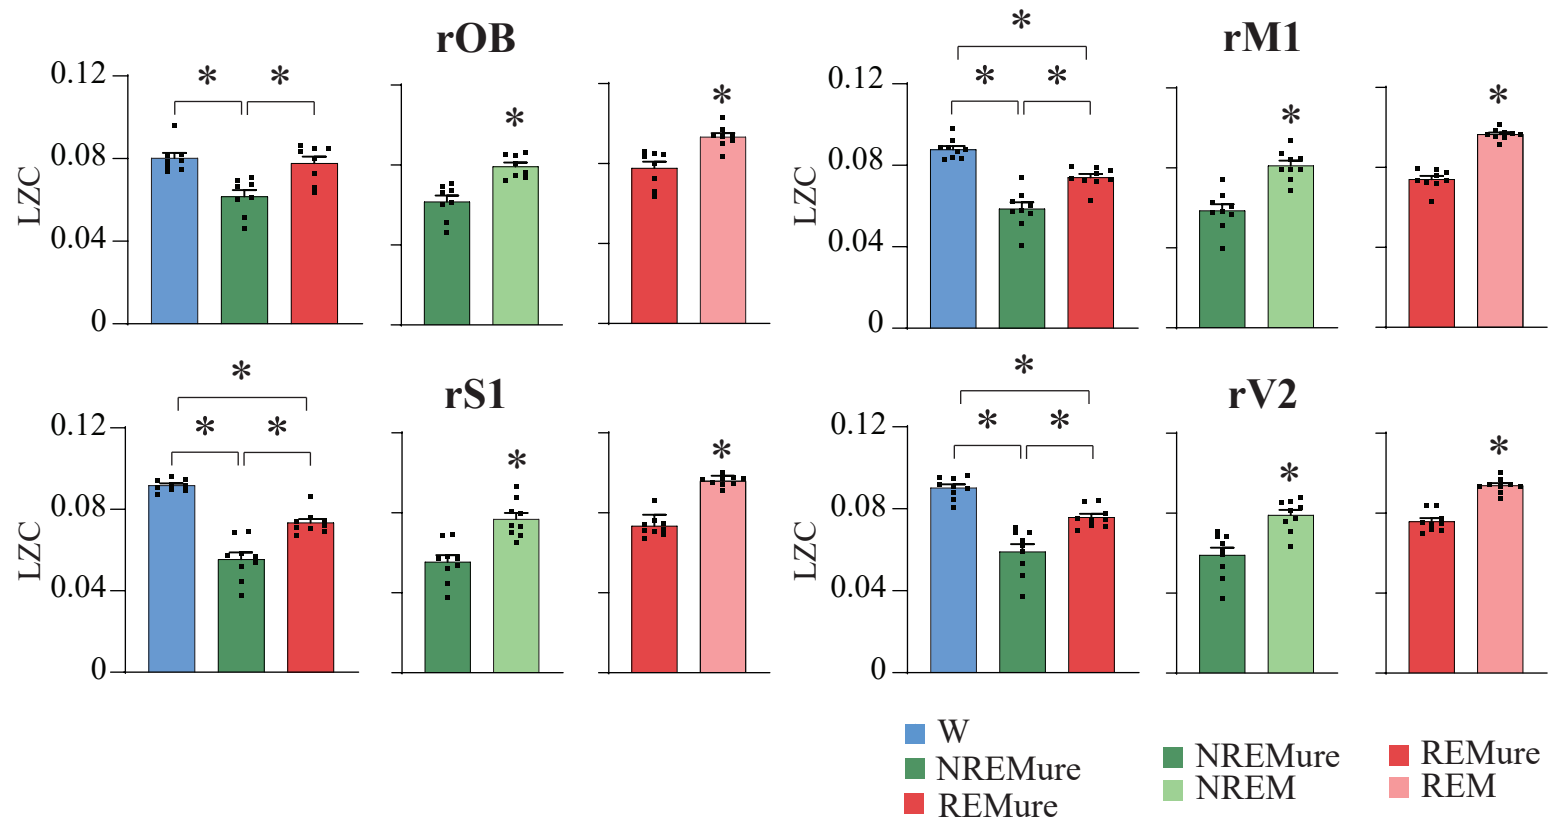 rOB
* *
0.12
0.08
0.04
0
LZC
*
*
rM1
*
* *
0.12
0.08
0.04
0
LZC
*
*
rS1
*
* *
0.12
0.08
0.04
0
LZC
*
*
rV2
*
* *
0.12
0.08
0.04
0
LZC
*
*
W
NREMure
REMure
NREMure
NREM
REMure
REM